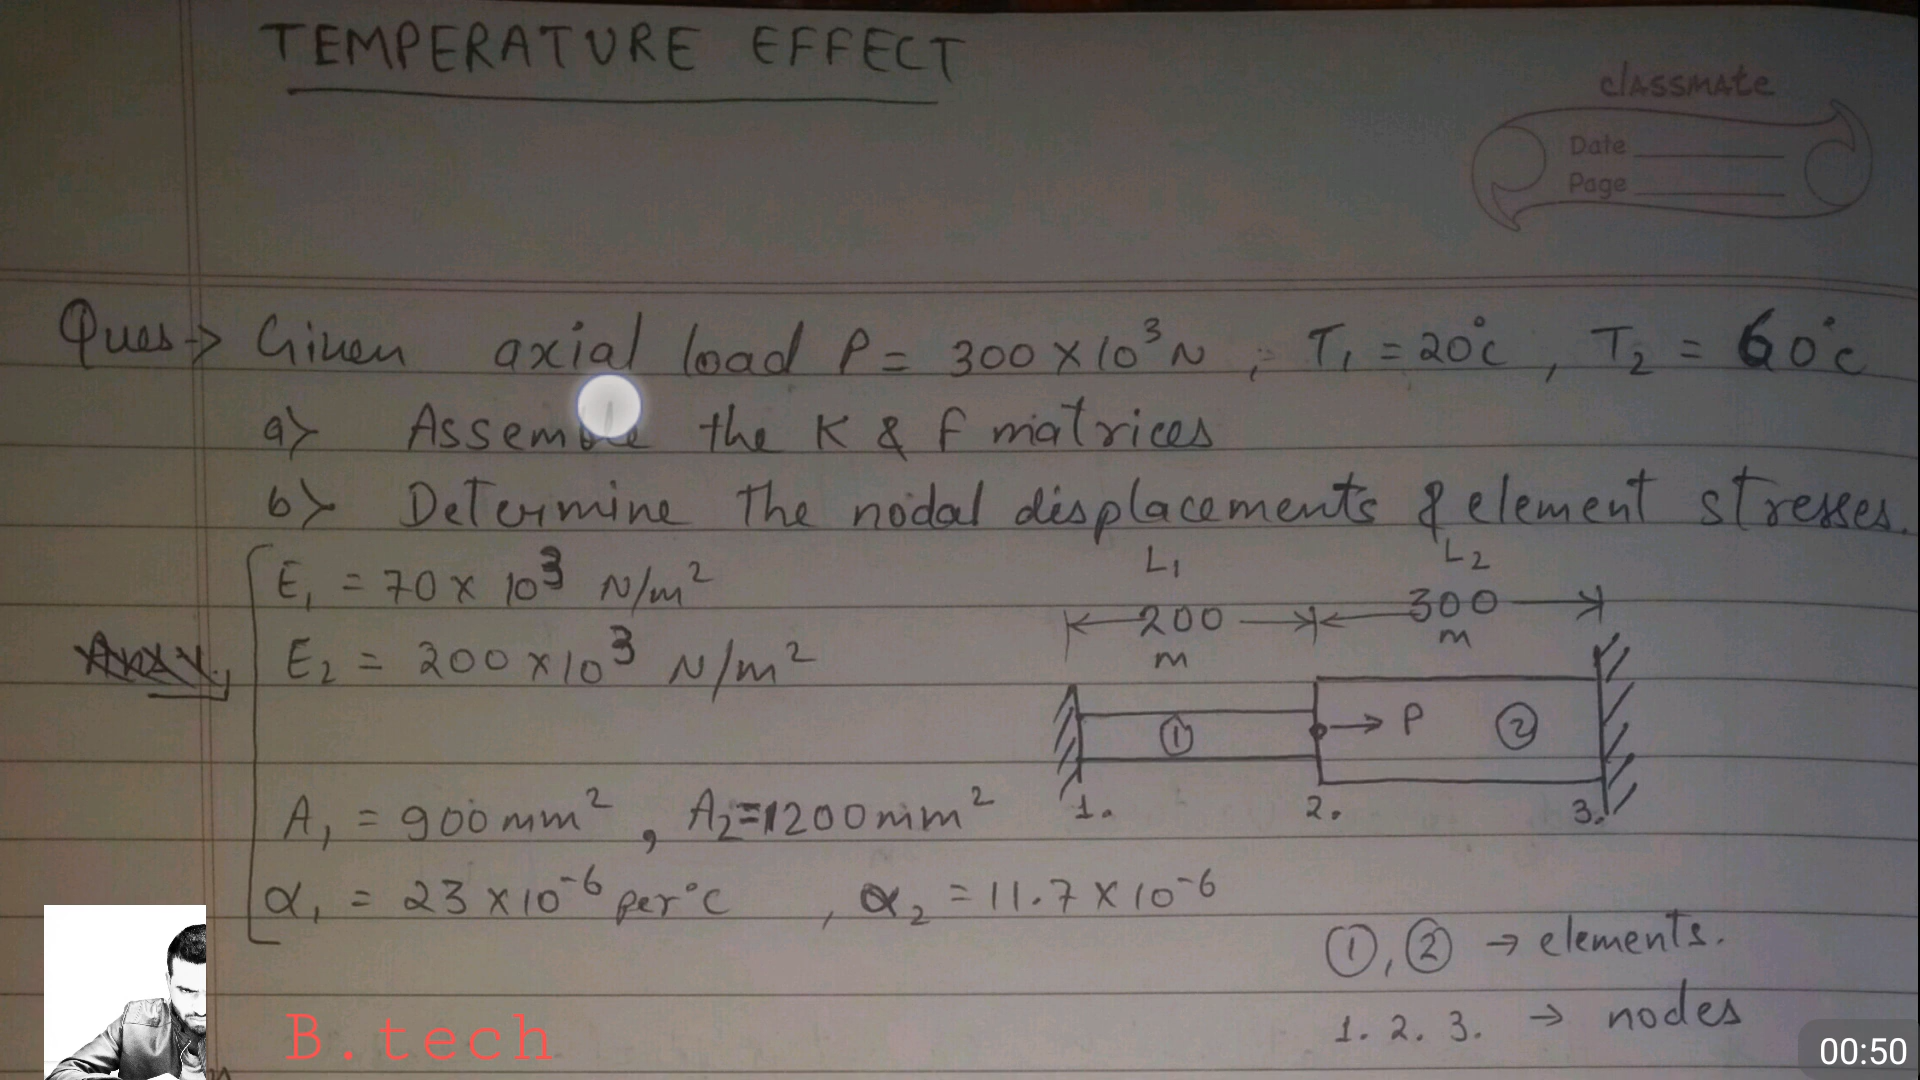 TEMPERATURE EFFECT
classmate
Date
Page
Ques → Given axial load P = 300 × 10³ N ; T₁ = 20°C , T₂ = 60°C
a) Assemble the K & F matrices
b) Determine the nodal displacements & element stresses.
E₁ = 70 × 10³ N/m²
E₂ = 200 × 10³ N/m²
A₁ = 900 mm² , A₂ = 1200 mm²
α₁ = 23 × 10⁻⁶ per °C , α₂ = 11.7 × 10⁻⁶
L₁ L₂
200 300
m m
① → P ②
1. 2. 3.
①, ② → elements.
1. 2. 3. → nodes
B.tech
00:50